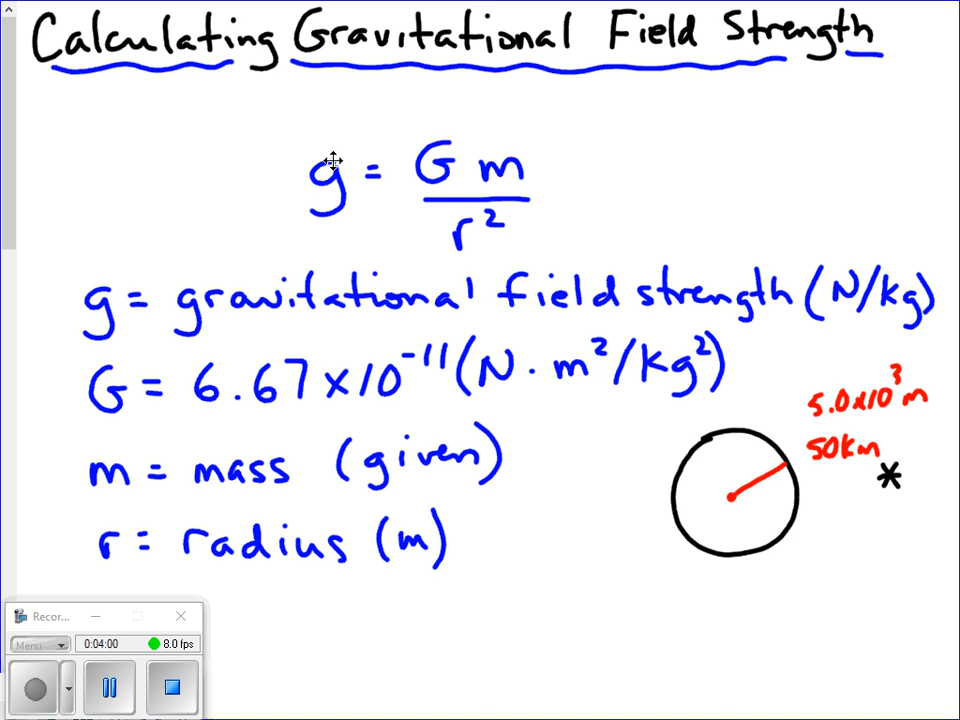 Calculating Gravitational Field Strength
g = G m / r²
g = gravitational field strength (N/kg)
G = 6.67 x 10⁻¹¹ (N · m² / kg²)
5.0x10³ m
50km
*
m = mass (given)
r = radius (m)
Recor...
Menu
0:04:00
8.0 fps